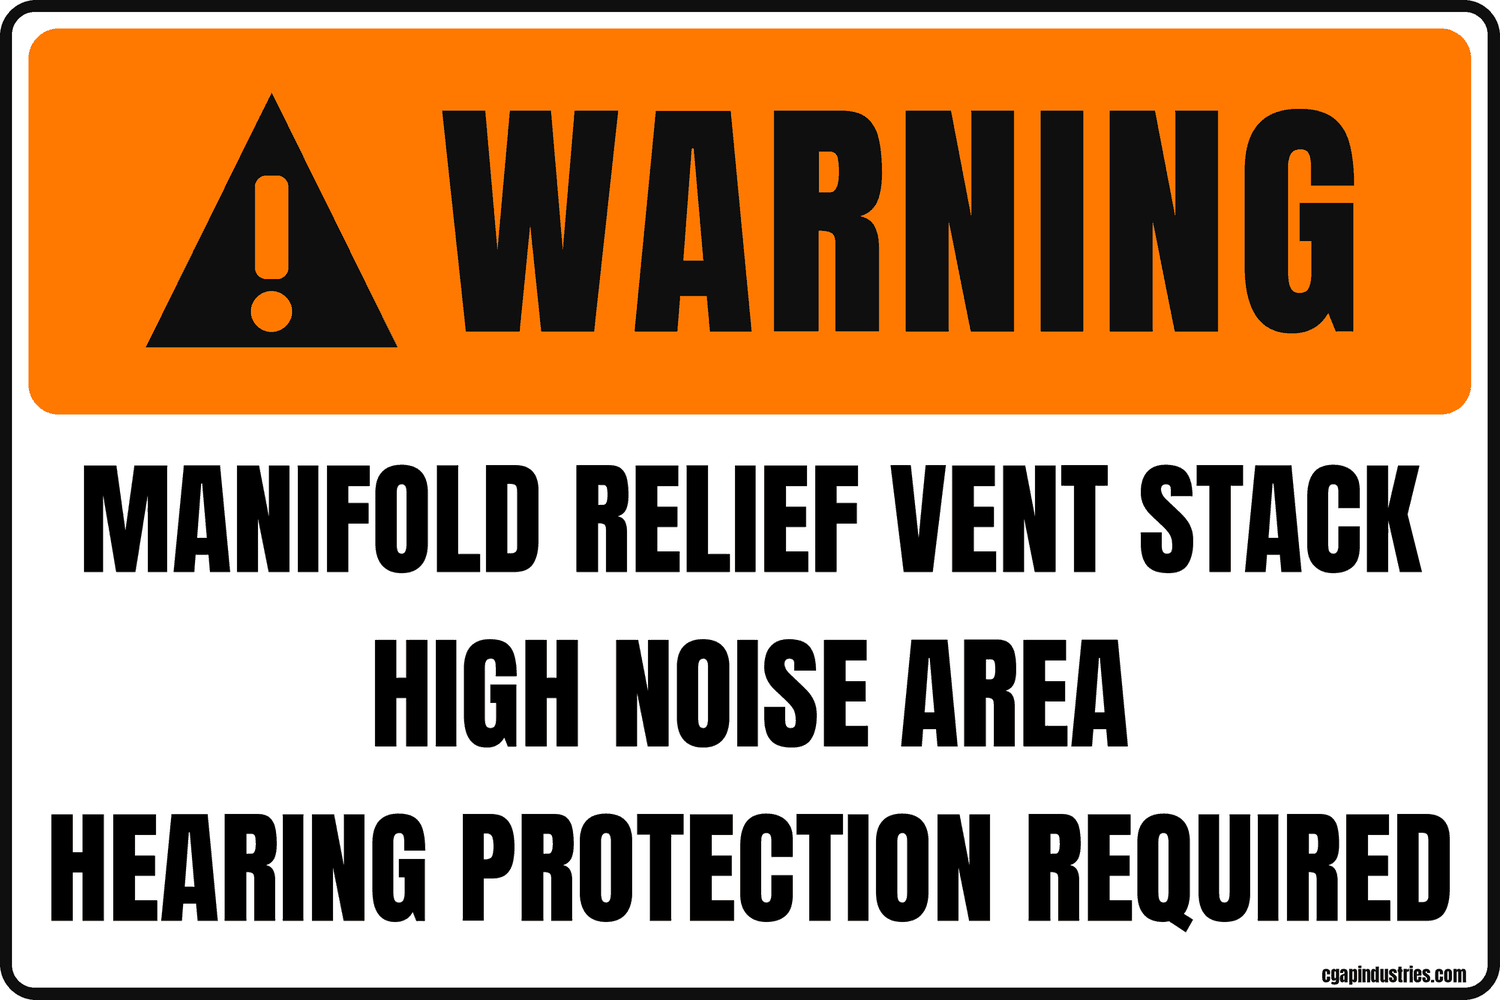 WARNING
MANIFOLD RELIEF VENT STACK
HIGH NOISE AREA
HEARING PROTECTION REQUIRED
cgapindustries.com